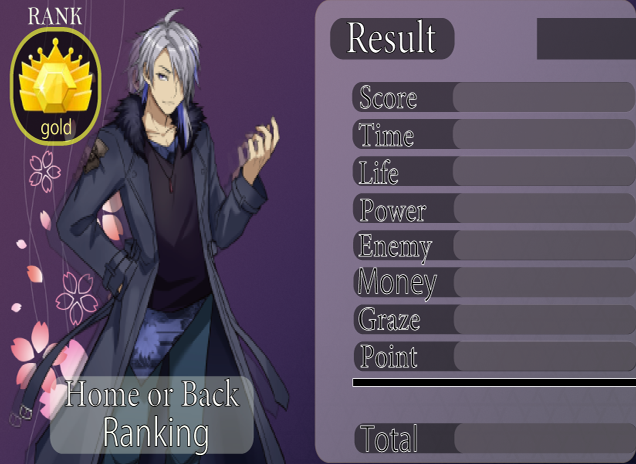 RANK
gold
Home or Back
Ranking
Result
Score
Time
Life
Power
Enemy
Money
Graze
Point
Total